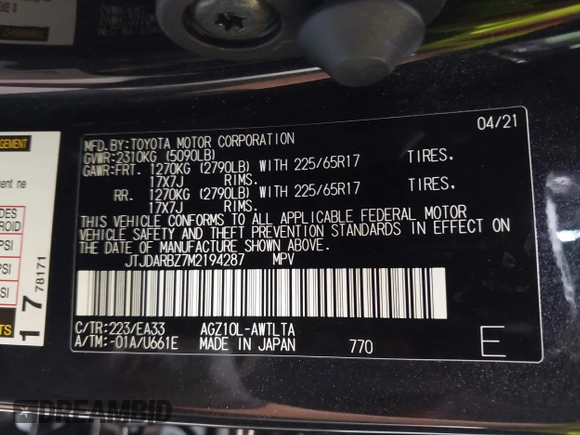 04/21
MFD.BY:TOYOTA MOTOR CORPORATION
GVWR:2310KG (5090LB)
GAWR:FRT. 1270KG (2790LB) WITH 225/65R17 TIRES,
17X7J RIMS.
RR. 1270KG (2790LB) WITH 225/65R17 TIRES,
17X7J RIMS.
THIS VEHICLE CONFORMS TO ALL APPLICABLE FEDERAL MOTOR
VEHICLE SAFETY AND THEFT PREVENTION STANDARDS IN EFFECT ON
THE DATE OF MANUFACTURE SHOWN ABOVE.
JTJDARBZ7M2194287 MPV
C/TR:223/EA33 AGZ10L-AWTLTA
A/TM:-01A/U661E MADE IN JAPAN 770 E
PSI
PSI
PSI
17
78171
DREAMBID